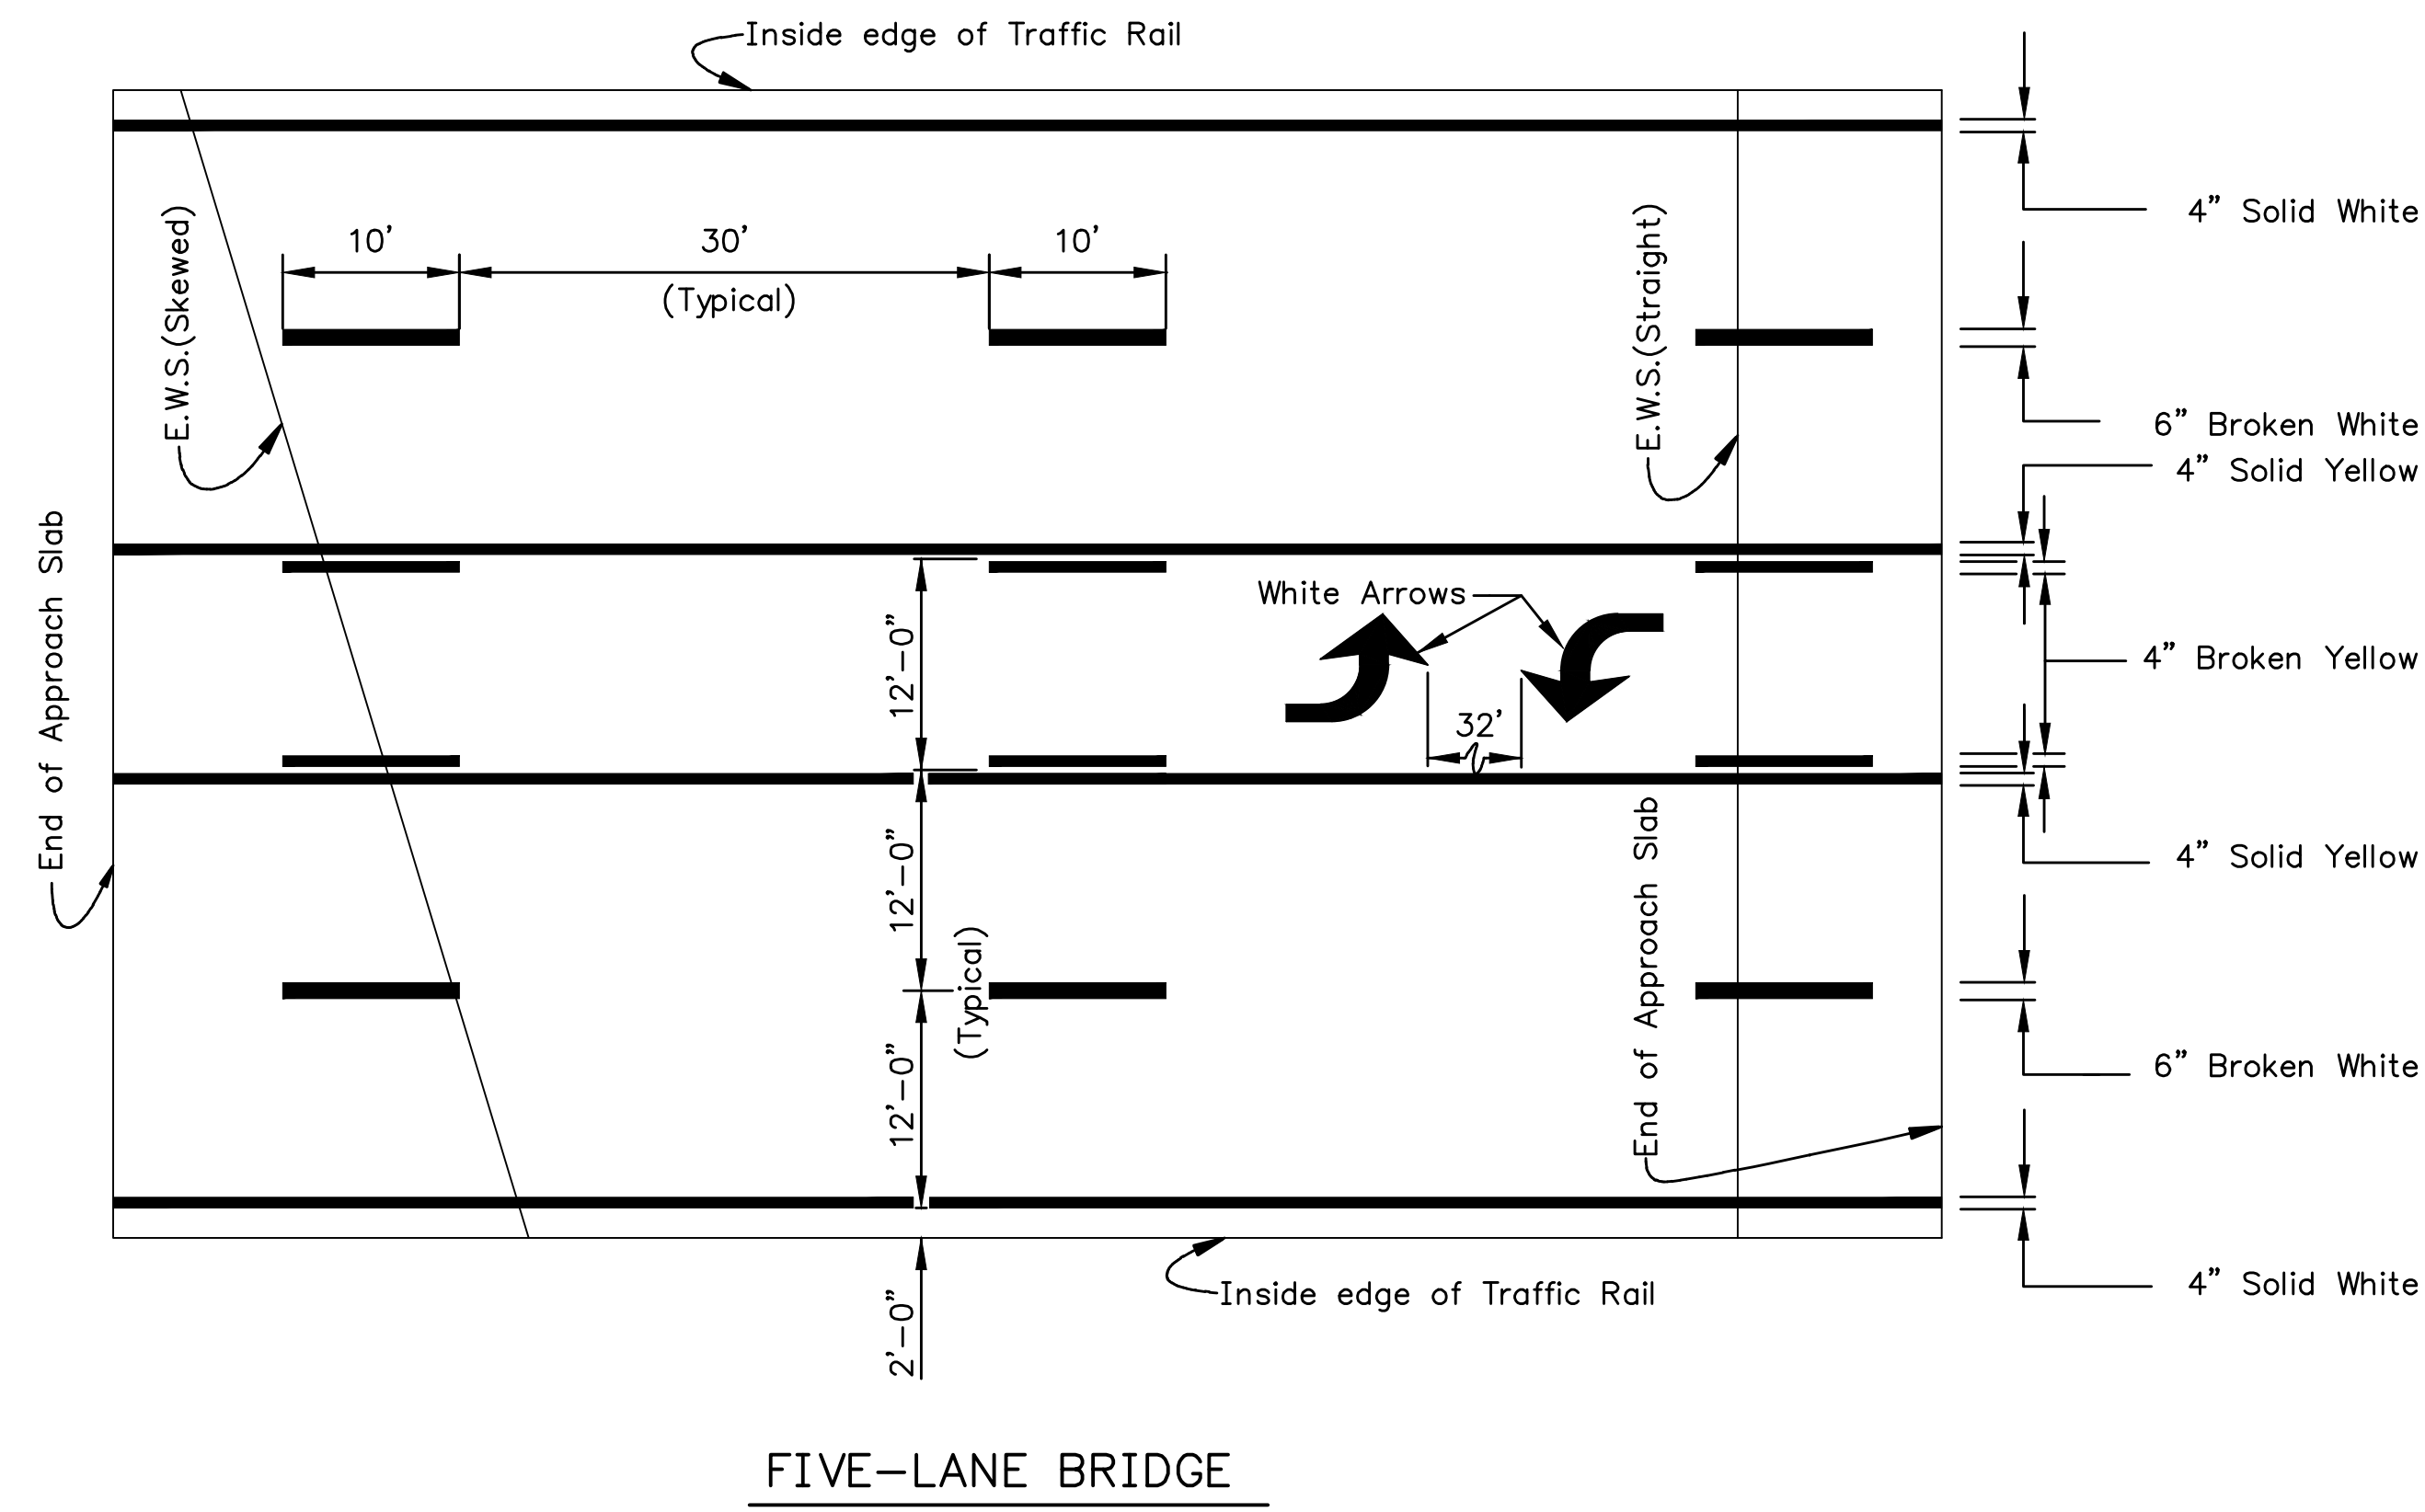 Inside edge of Traffic Rail
4” Solid White
E.W.S.(Skewed)
10’
30’
(Typical)
10’
E.W.S.(Straight)
6” Broken White
4” Solid Yellow
End of Approach Slab
12’–0”
White Arrows
32’
4” Broken Yellow
12’–0”
(Typical)
End of Approach Slab
4” Solid Yellow
12’–0”
6” Broken White
2’–0”
Inside edge of Traffic Rail
4” Solid White
FIVE–LANE BRIDGE